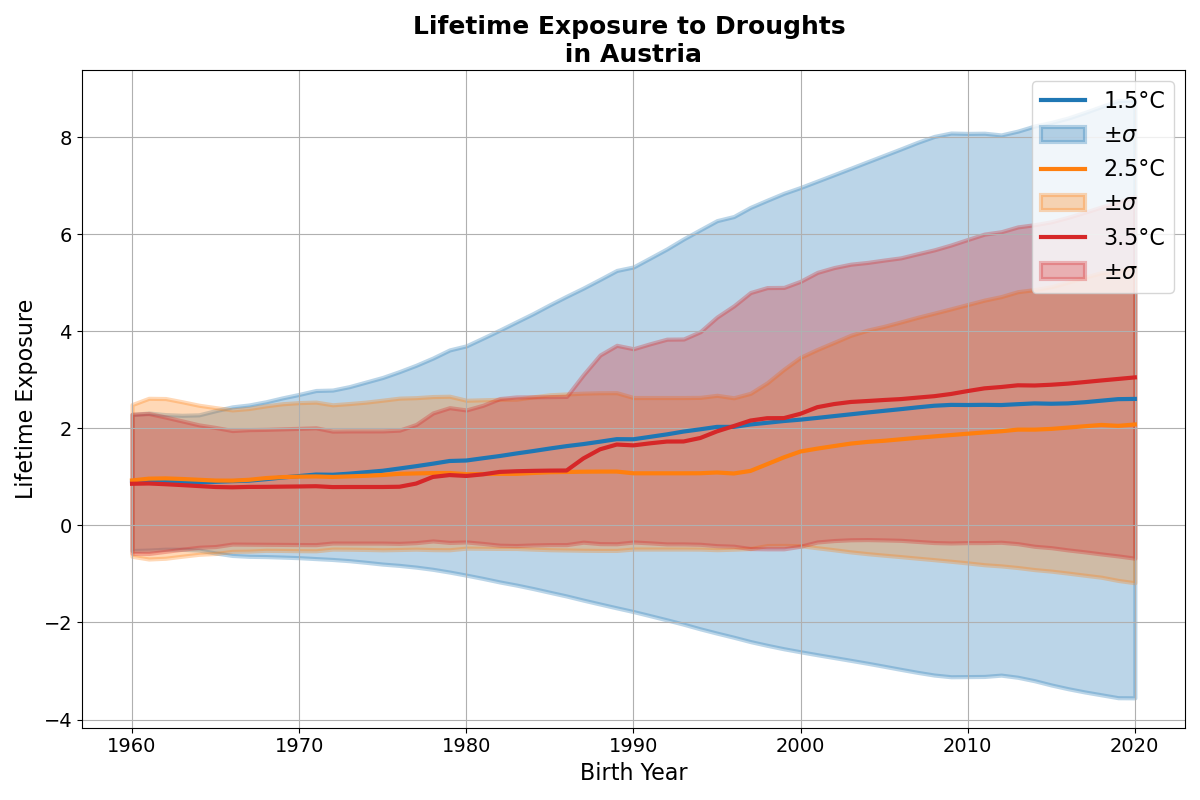 Lifetime Exposure to Droughts
in Austria
1.5°C
±σ
2.5°C
±σ
3.5°C
±σ
Lifetime Exposure
8
6
4
2
0
−2
−4
1960
1970
1980
1990
2000
2010
2020
Birth Year